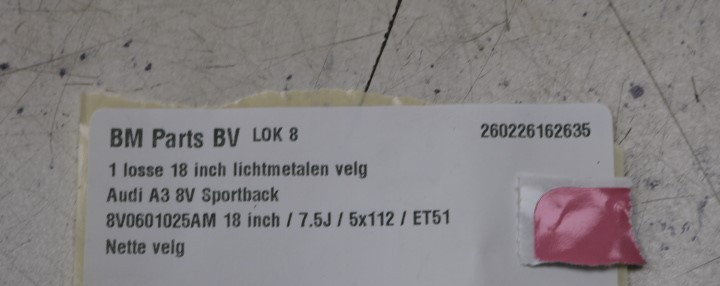 BM Parts BV LOK 8 260226162635
1 losse 18 inch lichtmetalen velg
Audi A3 8V Sportback
8V0601025AM 18 inch / 7.5J / 5x112 / ET51
Nette velg